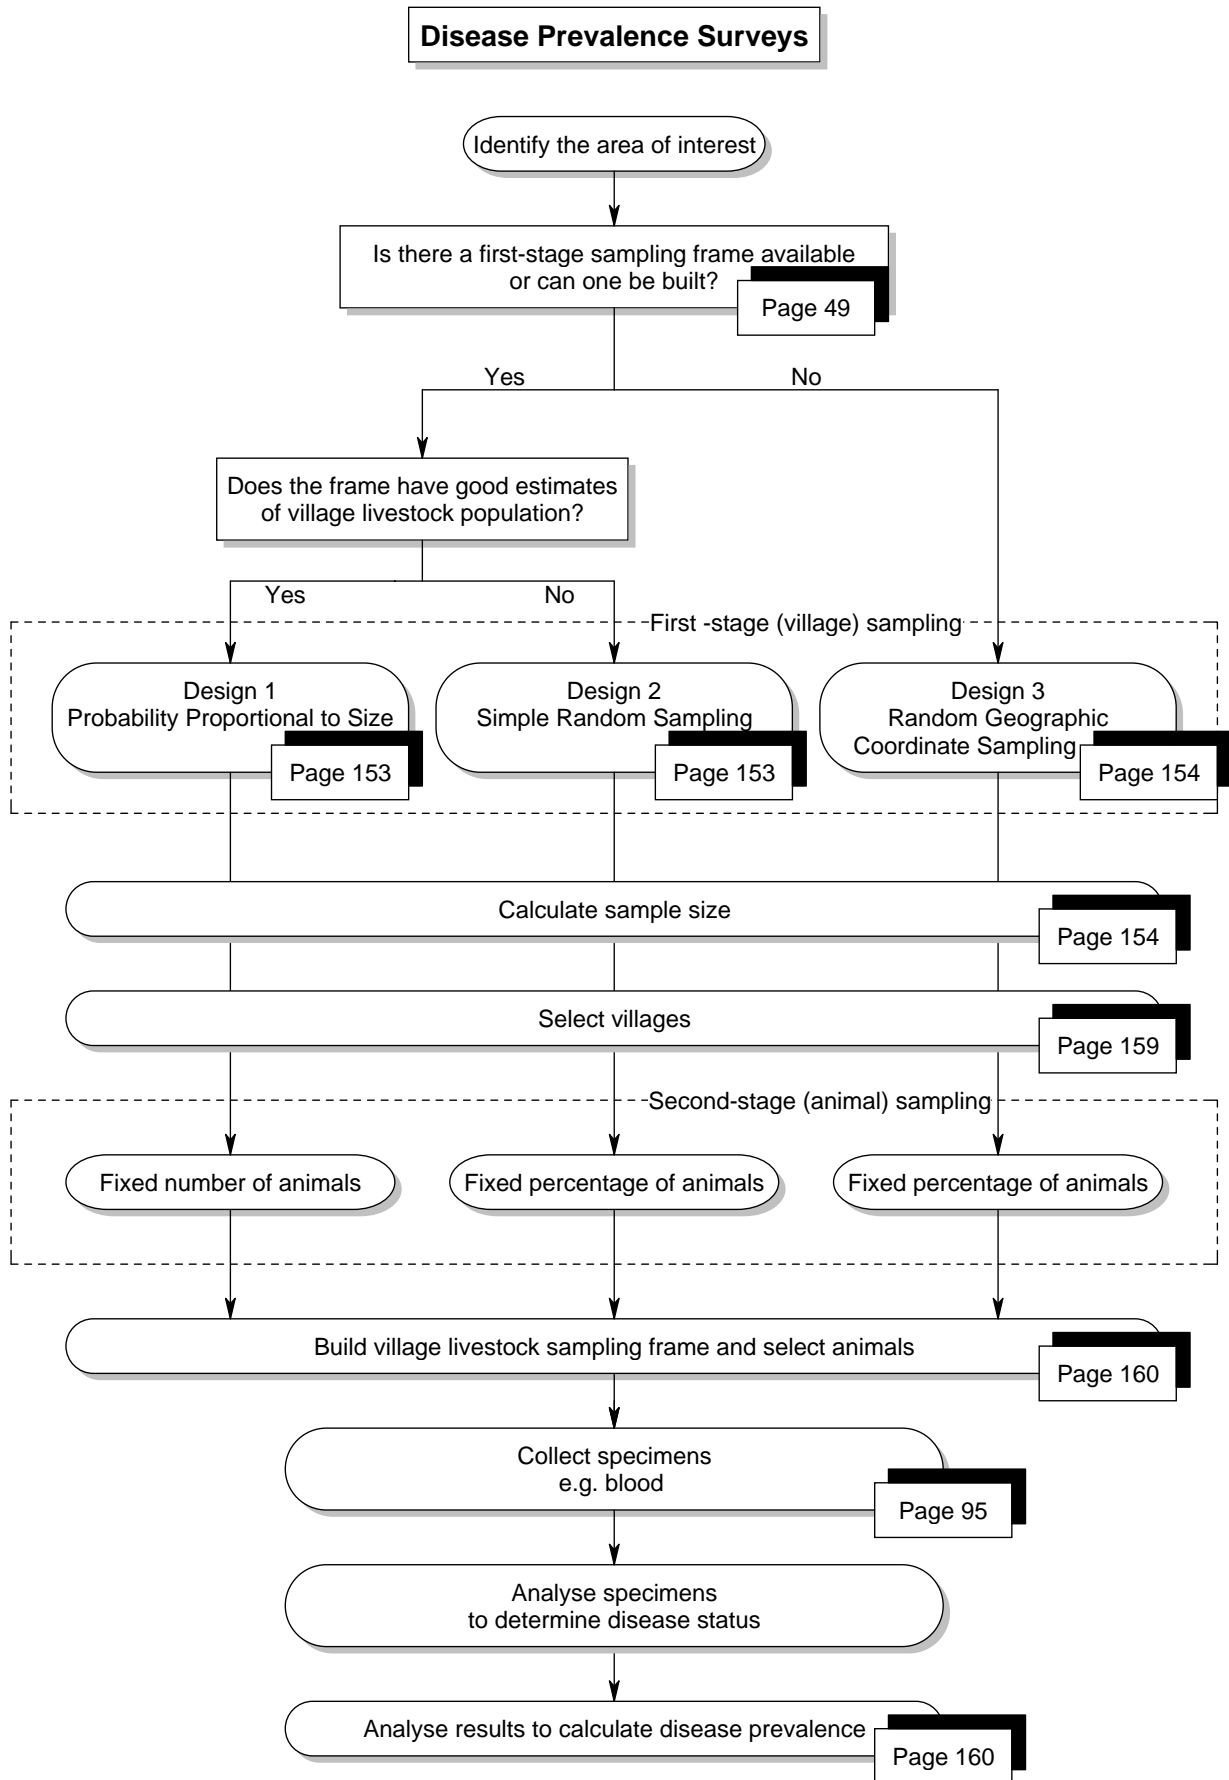 Disease Prevalence Surveys
Identify the area of interest
Is there a first-stage sampling frame available
or can one be built?
Page 49
Yes
No
Does the frame have good estimates
of village livestock population?
Yes
No
First -stage (village) sampling
Design 1
Probability Proportional to Size
Page 153
Design 2
Simple Random Sampling
Page 153
Design 3
Random Geographic
Coordinate Sampling
Page 154
Calculate sample size
Page 154
Select villages
Page 159
Second-stage (animal) sampling
Fixed number of animals
Fixed percentage of animals
Fixed percentage of animals
Build village livestock sampling frame and select animals
Page 160
Collect specimens
e.g. blood
Page 95
Analyse specimens
to determine disease status
Analyse results to calculate disease prevalence
Page 160